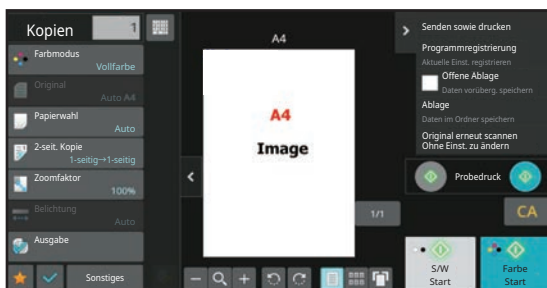 Kopien 1
Farbmodus
Vollfarbe
Original
Auto A4
Papierwahl
Auto
2-seit. Kopie
1-seitig→1-seitig
Zoomfaktor
100%
Belichtung
Auto
Ausgabe
Sonstiges
A4
A4
Image
1/1
Senden sowie drucken
Programmregistrierung
Aktuelle Einst. registrieren
Offene Ablage
Daten vorüberg. speichern
Ablage
Daten im Ordner speichern
Original erneut scannen
Ohne Einst. zu ändern
Probedruck
CA
S/W
Start
Farbe
Start